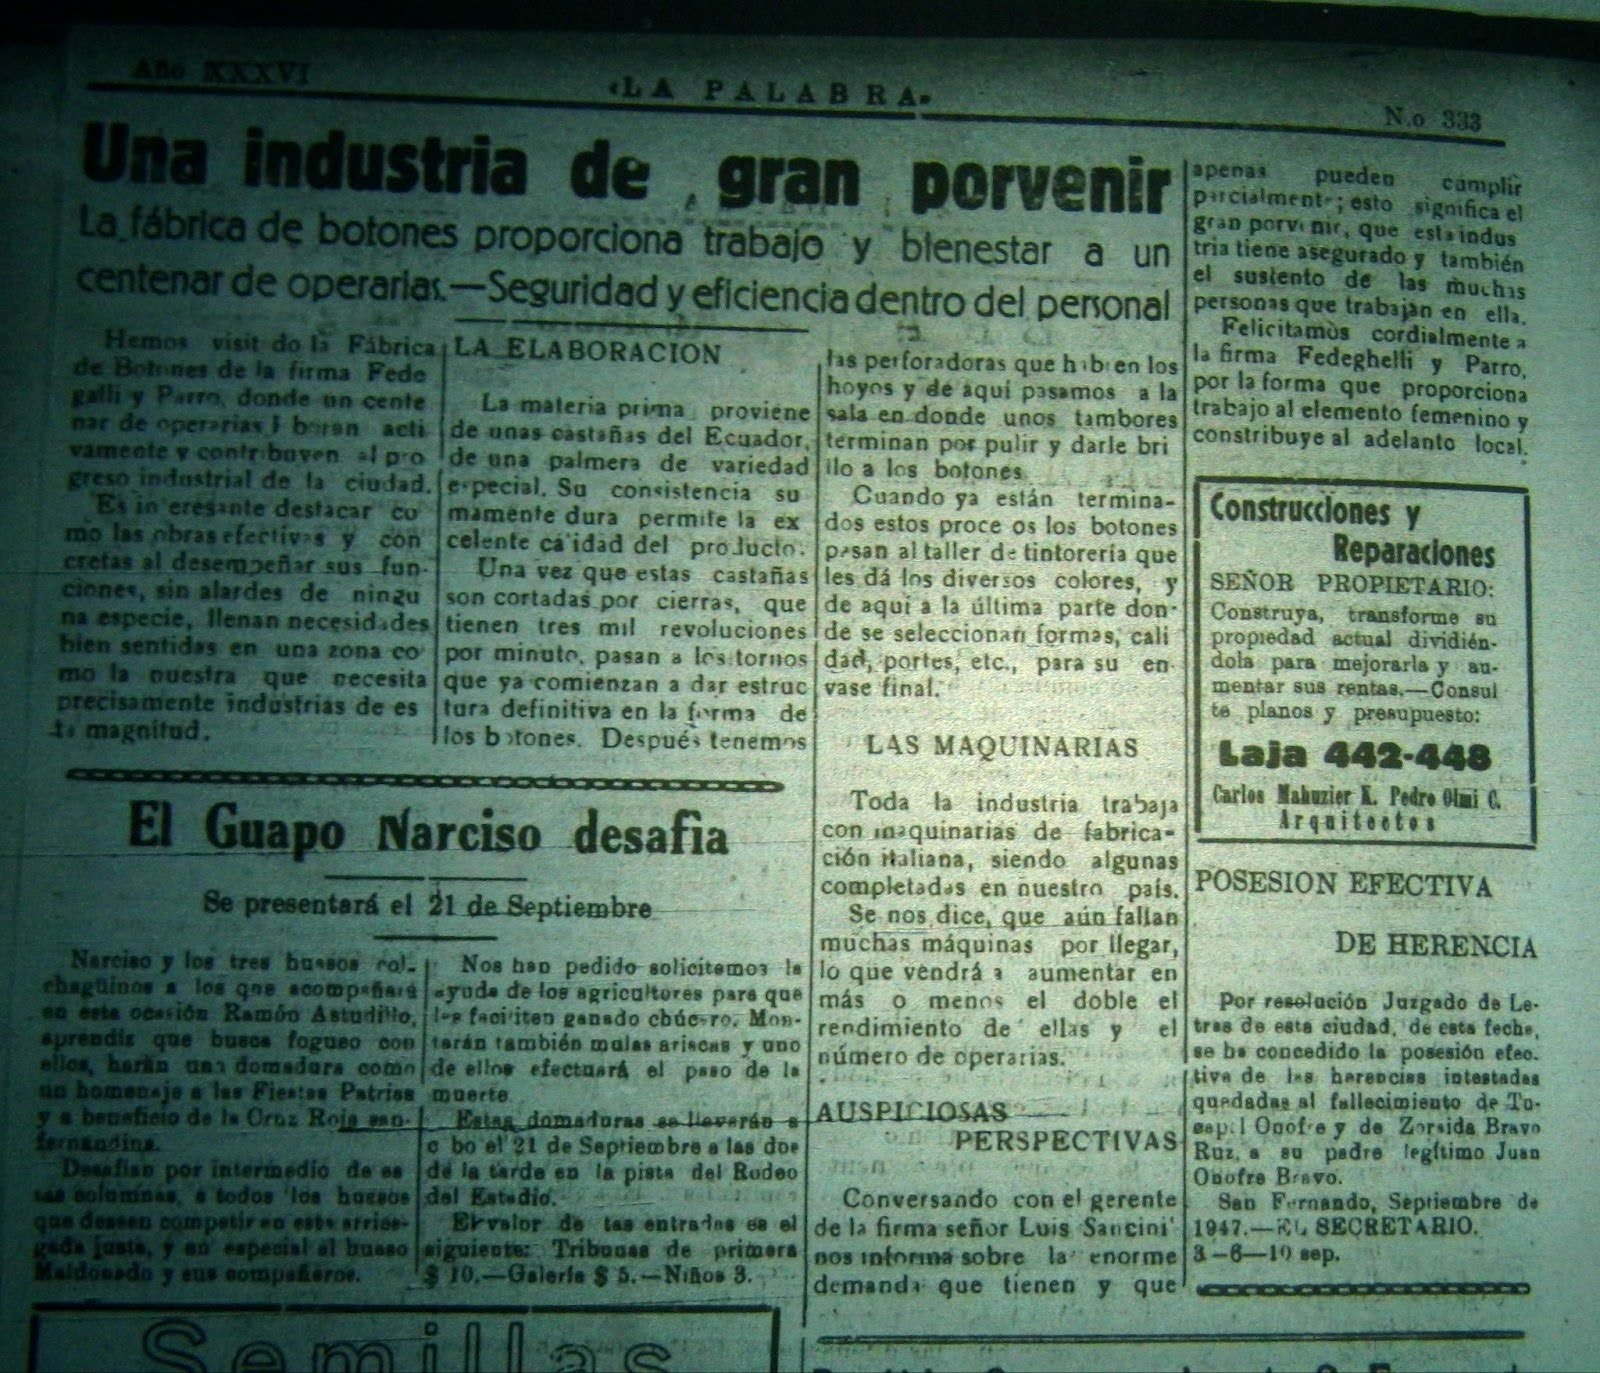 Año XXXVI
«LA PALABRA»
N.o 333
Una industria de gran porvenir
La fábrica de botones proporciona trabajo y bienestar a un
centenar de operarias.—Seguridad y eficiencia dentro del personal
Hemos visit do la Fábrica
de Botones de la firma Fede
galli y Parro, donde un cente
nar de operarias l boran acti
vamente y contribuyen al pro
greso industrial de la ciudad.
Es in eresante destacar co
mo las obras efectivas y con
cretas al desempeñar sus fun-
ciones, sin alardes de ningu
na especie, llenan necesidades
bien sentidas en una zona co
mo la nuestra que necesita
precisamente industrias de es
ta magnitud.
LA ELABORACION
La materia prima proviene
de unas castañas del Ecuador,
de una palmera de variedad
especial. Su consistencia su
mamente dura permite la ex
celente ca idad del producto.
Una vez que estas castañas
son cortadas por cierras, que
tienen tres mil revoluciones
por minuto, pasan a los tornos
que ya comienzan a dar estruc
tura definitiva en la forma de
los botones. Después tenemos
las perforadoras que habren los
hoyos y de aquí pasamos a la
sala en donde unos tambores
terminan por pulir y darle bri
llo a los botones
Cuando ya están termina-
dos estos proce os los botones
pasan al taller de tintorería que
les dá los diversos colores, y
de aquí a la última parte don-
de se seleccionan formas, cali
dad, portes, etc., para su en-
vase final.
LAS MAQUINARIAS
Toda la industria trabaja
con maquinarias de fabrica-
ción italiana, siendo algunas
completadas en nuestro país.
Se nos dice, que aún faltan
muchas máquinas por llegar,
lo que vendrá a aumentar en
más o menos el doble el
rendimiento de ellas y el
número de operarias.
AUSPICIOSAS
PERSPECTIVAS
Conversando con el gerente
de la firma señor Luis Sancini
nos informa sobre la enorme
demanda que tienen y que
apenas pueden cumplir
parcialmente; esto significa el
gran porvenir, que esta indus
tria tiene asegurado y también
el sustento de las muchas
personas que trabajan en ella.
Felicitamos cordialmente a
la firma Fedeghelli y Parro,
por la forma que proporciona
trabajo al elemento femenino y
constribuye al adelanto local.
El Guapo Narciso desafia
Se presentará el 21 de Septiembre
Narciso y los tres huasos col-
chagüinos a los que acompañará
en esta ocasión Ramón Astudillo,
aprendiz que busca fogueo con
ellos, harán una domadura como
un homenaje a las Fiestas Patrias
y a beneficio de la Cruz Roja san-
fernandina.
Desafían por intermedio de es
tas columnas, a todos los huasos
que deseen competir en esta arries-
gada justa, y en especial al huaso
Maldonado y sus compañeros.
Nos han pedido solicitemos la
ayuda de los agricultores para que
les faciliten ganado chúcaro. Mon-
tarán también mulas ariscas y uno
de ellos efectuará el paso de la
muerte
Estas domaduras se llevarán a
c bo el 21 de Septiembre a las dos
de la tarde en la pista del Rodeo
del Estadio.
El valor de las entradas es el
siguiente: Tribunas de primera
$ 10.—Galería $ 5.—Niños 3.
Semillas
Construcciones y
Reparaciones
SEÑOR PROPIETARIO:
Construya, transforme su
propiedad actual dividién-
dola para mejorarla y au-
mentar sus rentas.—Consul
te planos y presupuesto:
Laja 442-448
Carlos Mahuzier K. Pedro Olmi C.
Arquitectos
POSESION EFECTIVA
DE HERENCIA
Por resolución Juzgado de Le-
tras de esta ciudad, de esta fecha,
se ha concedido la posesión efec-
tiva de las herencias intestadas
quedadas al fallecimiento de To-
Onofre y de Zoraida Bravo
Ruz, a su padre legítimo Juan
Onofre Bravo.
San Fernando, Septiembre de
1947.—EL SECRETARIO.
3-6-10 sep.